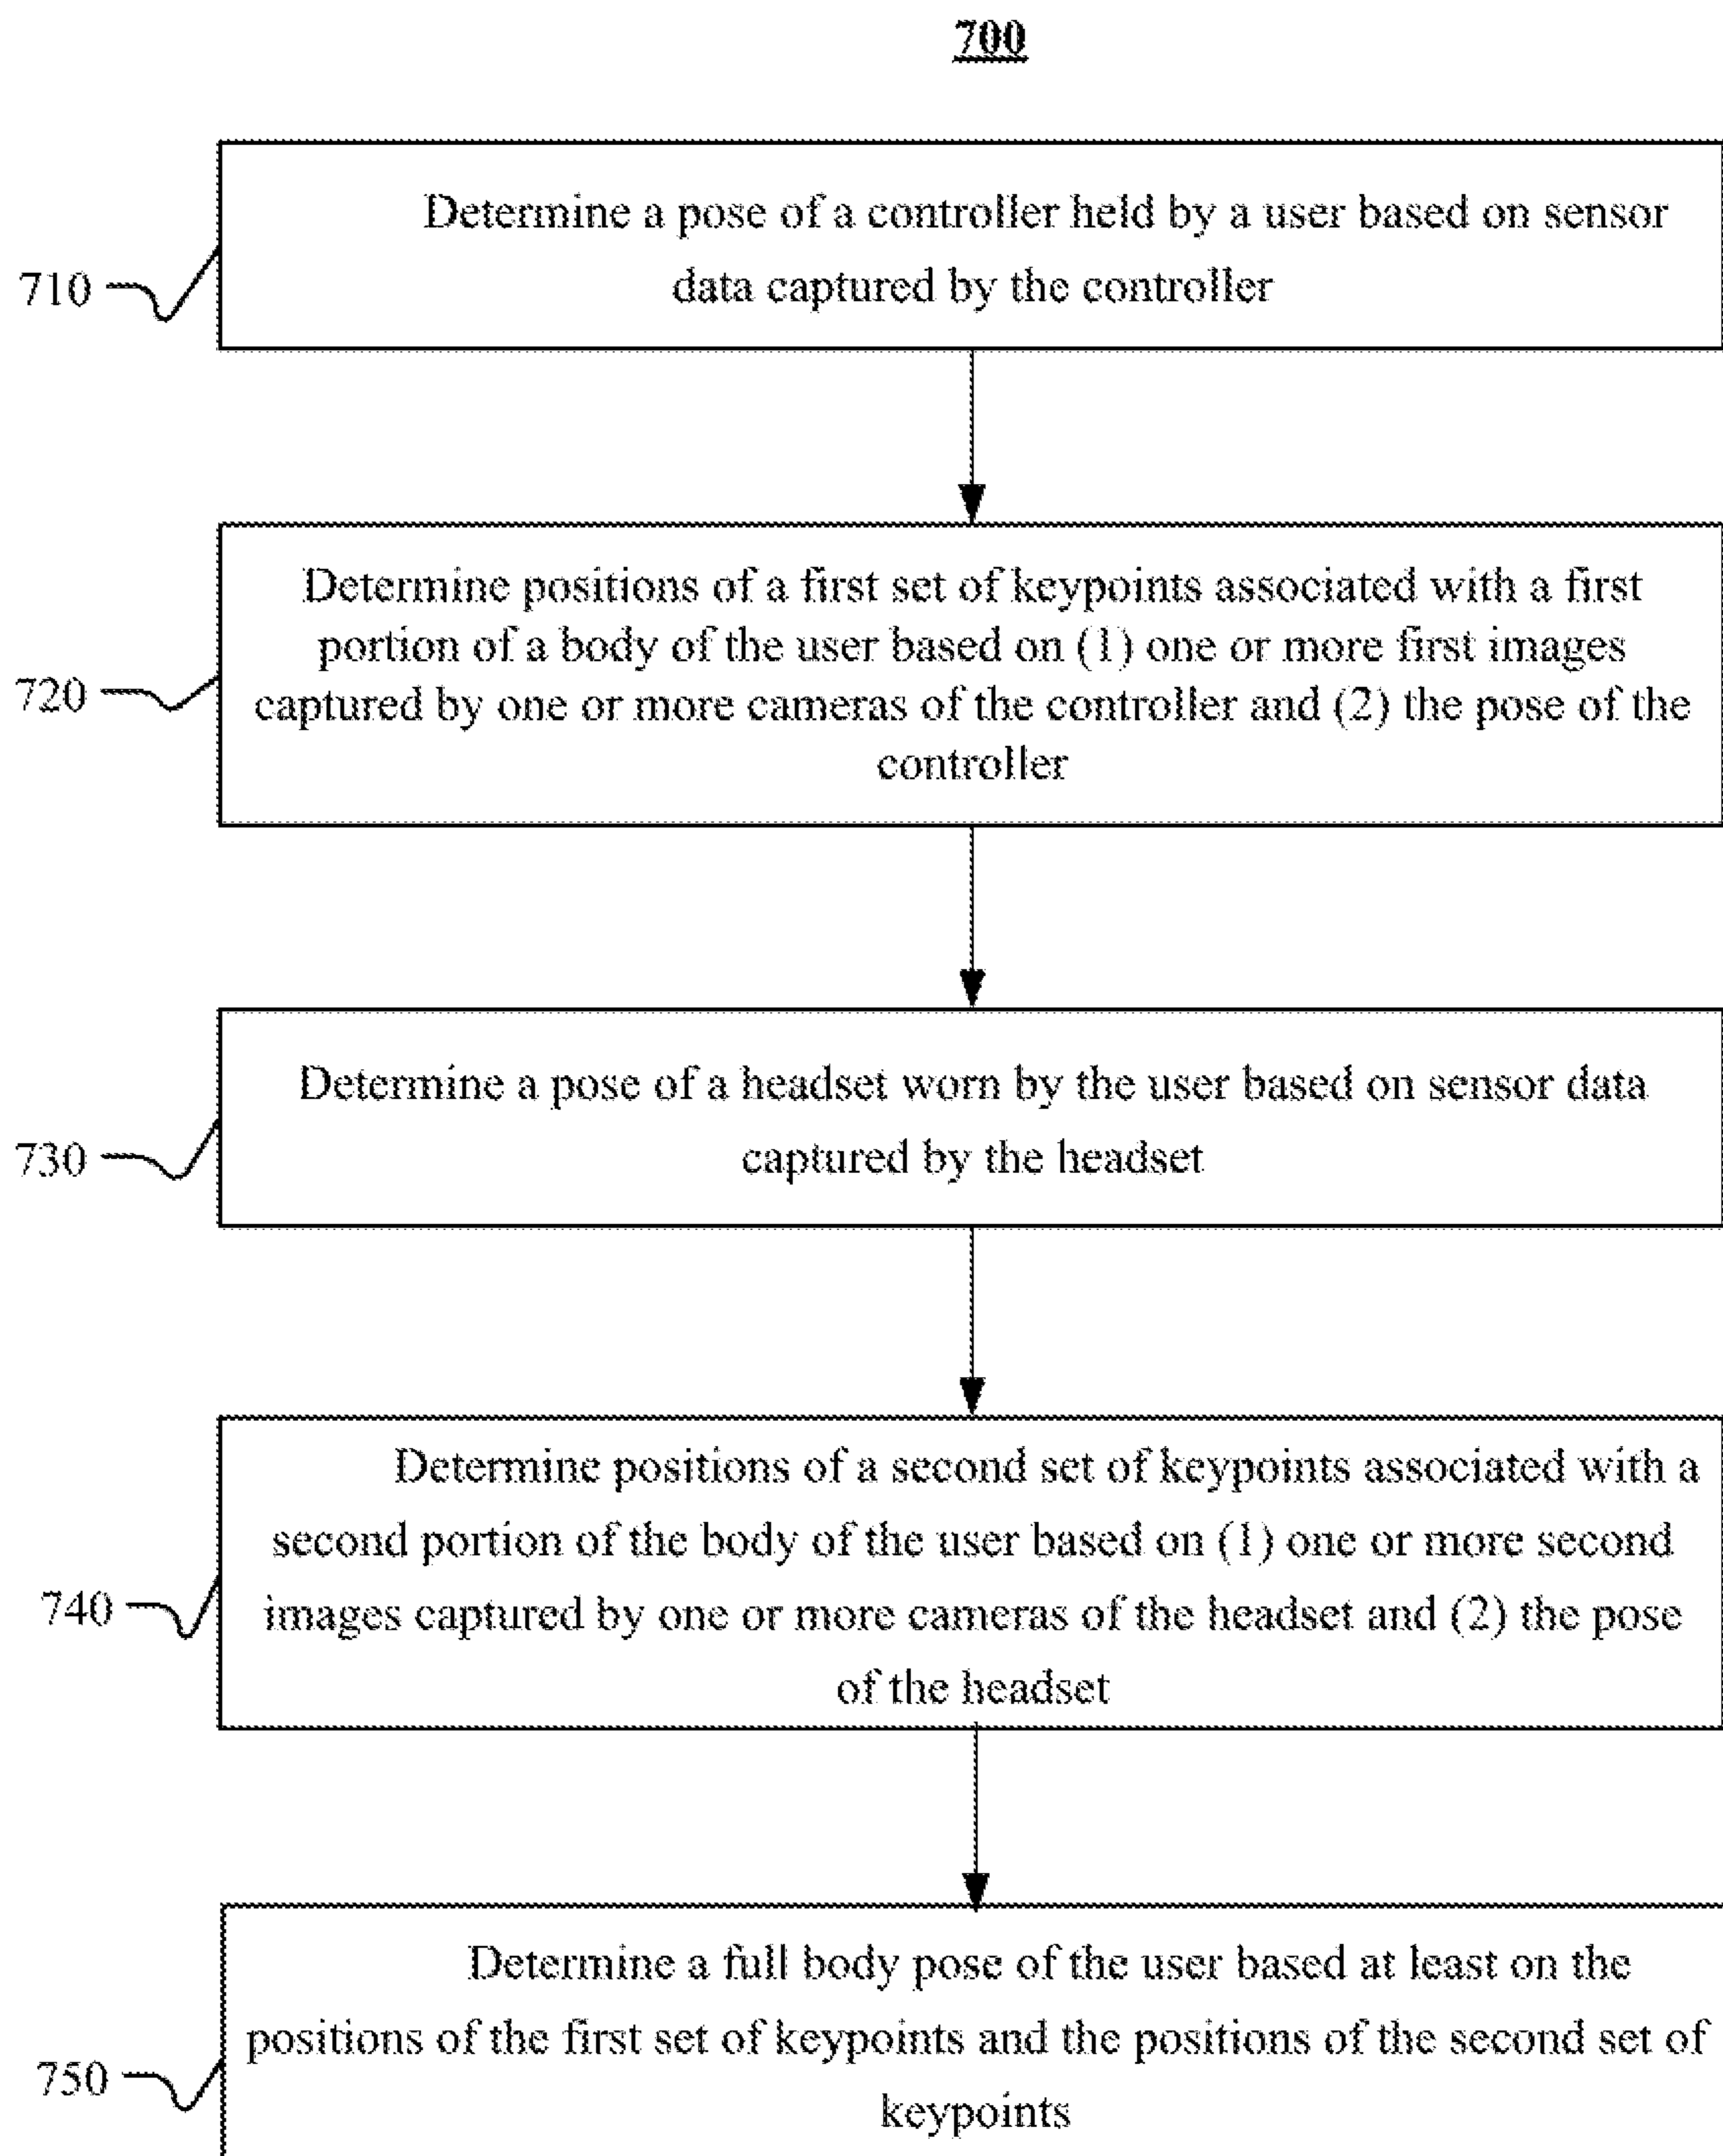 700
Determine a pose of a controller held by a user based on sensor
data captured by the controller
710
Determine positions of a first set of keypoints associated with a first
portion of a body of the user based on (1) one or more first images
captured by one or more cameras of the controller and (2) the pose of the
controller
720
Determine a pose of a headset worn by the user based on sensor data
captured by the headset
730
Determine positions of a second set of keypoints associated with a
second portion of the body of the user based on (1) one or more second
images captured by one or more cameras of the headset and (2) the pose
of the headset
740
Determine a full body pose of the user based at least on the
positions of the first set of keypoints and the positions of the second set of
keypoints
750